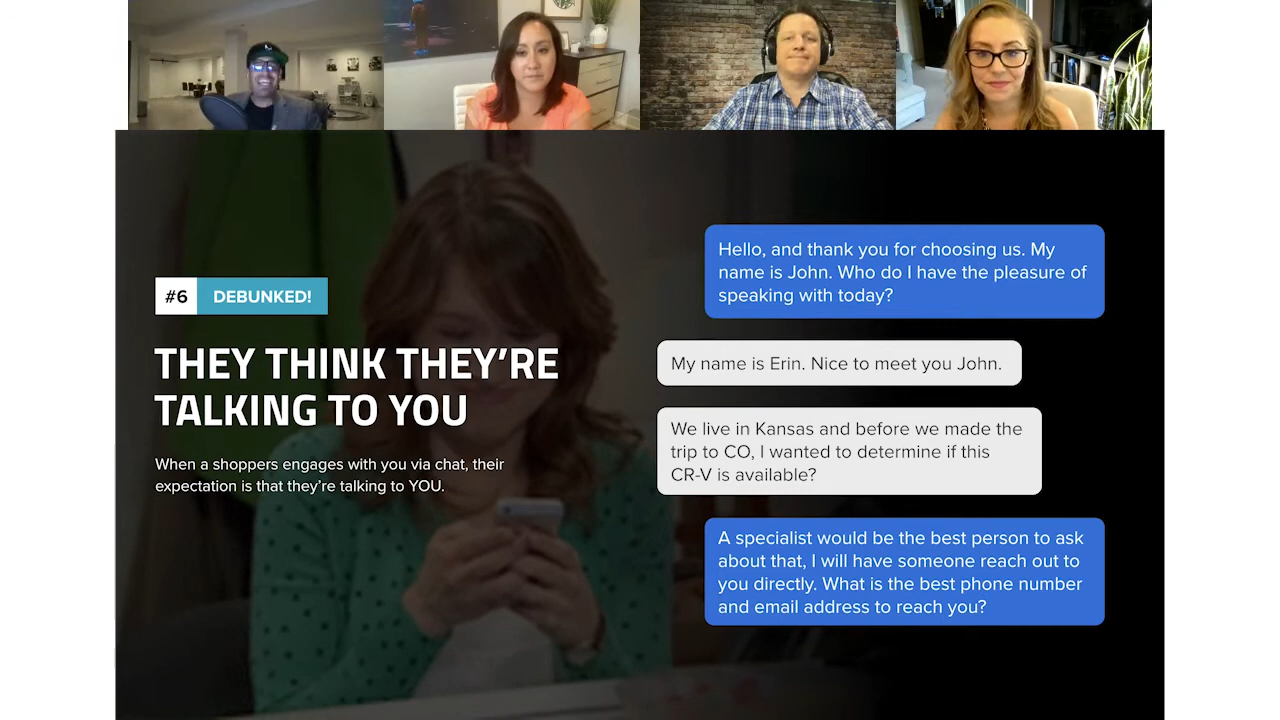 #6 DEBUNKED!
THEY THINK THEY'RE
TALKING TO YOU
When a shoppers engages with you via chat, their
expectation is that they're talking to YOU.
Hello, and thank you for choosing us. My
name is John. Who do I have the pleasure of
speaking with today?
My name is Erin. Nice to meet you John.
We live in Kansas and before we made the
trip to CO, I wanted to determine if this
CR-V is available?
A specialist would be the best person to ask
about that, I will have someone reach out to
you directly. What is the best phone number
and email address to reach you?